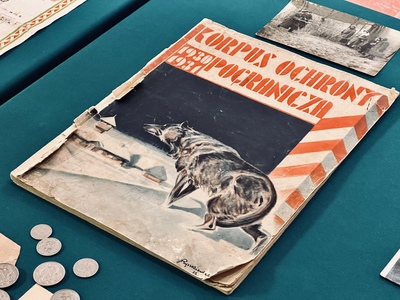 KORPUS OCHRONY
1930
1931
POGRANICZA